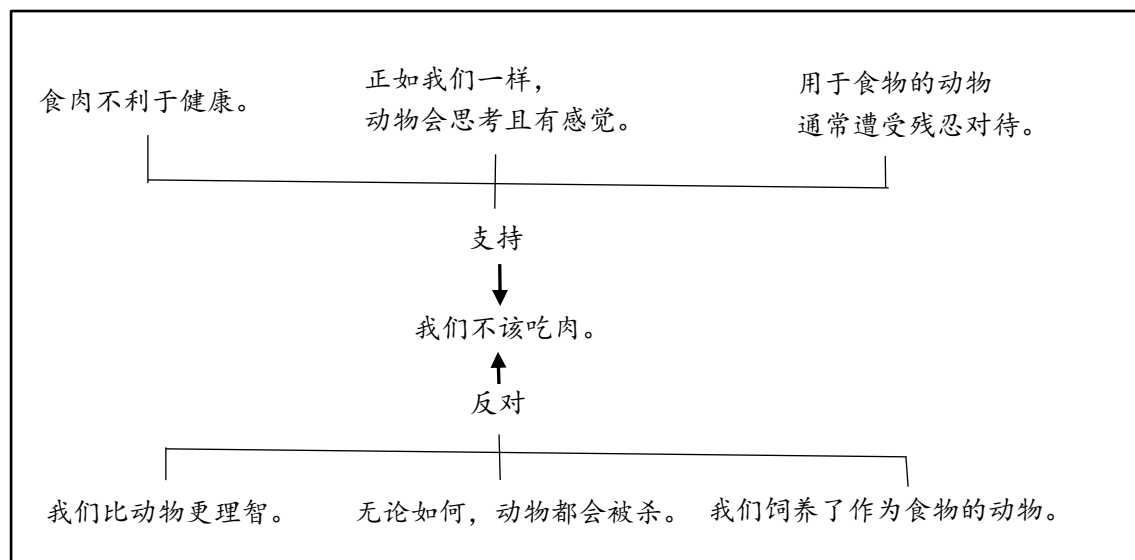 食肉不利于健康。
正如我们一样，
动物会思考且有感觉。
用于食物的动物
通常遭受残忍对待。
支持
我们不该吃肉。
反对
我们比动物更理智。
无论如何，动物都会被杀。
我们饲养了作为食物的动物。